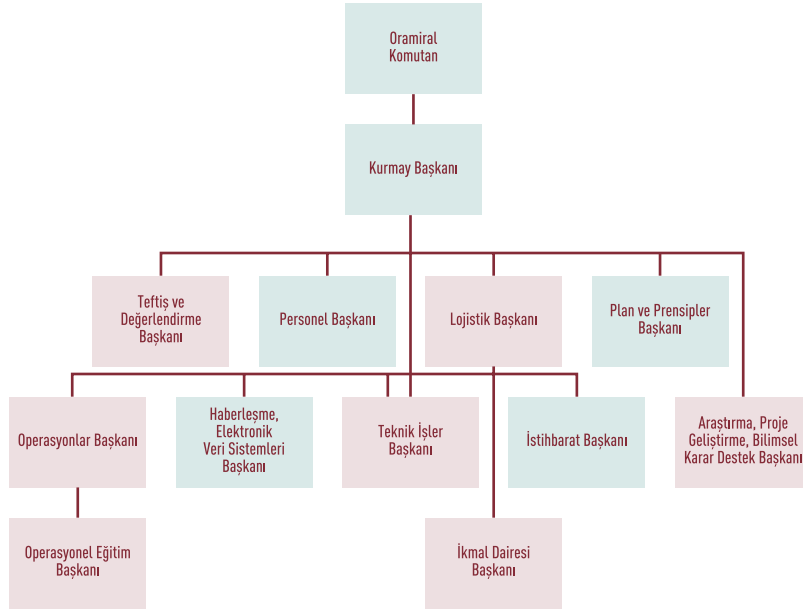 Oramiral
Komutan
Kurmay Başkanı
Teftiş ve
Değerlendirme
Başkanı
Personel Başkanı
Lojistik Başkanı
Plan ve Prensipler
Başkanı
Operasyonlar Başkanı
Haberleşme,
Elektronik
Veri Sistemleri
Başkanı
Teknik İşler
Başkanı
İstihbarat Başkanı
Araştırma, Proje
Geliştirme, Bilimsel
Karar Destek Başkanı
Operasyonel Eğitim
Başkanı
İkmal Dairesi
Başkanı